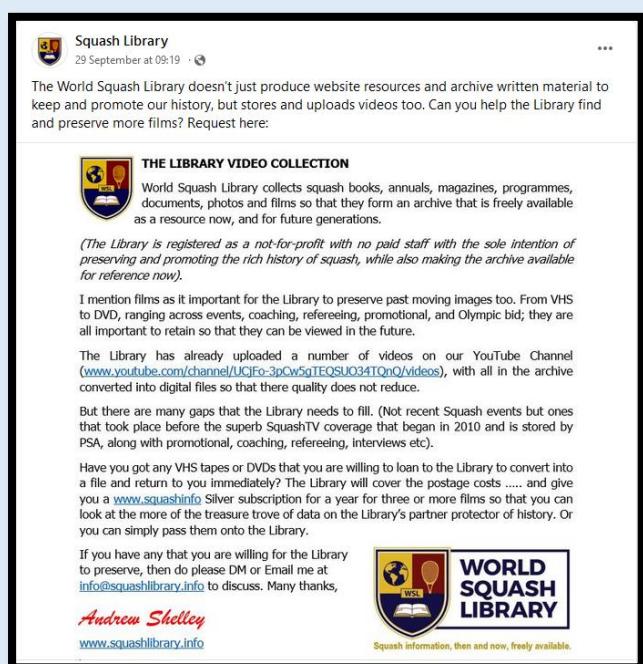 Squash Library
29 September at 09:19 ·
The World Squash Library doesn't just produce website resources and archive written material to
keep and promote our history, but stores and uploads videos too. Can you help the Library find
and preserve more films? Request here:
THE LIBRARY VIDEO COLLECTION
WSL
World Squash Library collects squash books, annuals, magazines, programmes,
documents, photos and films so that they form an archive that is freely available
as a resource now, and for future generations.
(The Library is registered as a not-for-profit with no paid staff with the sole intention of
preserving and promoting the rich history of squash, while also making the archive available
for reference now).
I mention films as it important for the Library to preserve past moving images too. From VHS
to DVD, ranging across events, coaching, refereeing, promotional, and Olympic bid; they are
all important to retain so that they can be viewed in the future.
The Library has already uploaded a number of videos on our YouTube Channel
(www.youtube.com/channel/UCjFo-3pCw5gTEQSUO34TQnQ/videos), with all in the archive
converted into digital files so that there quality does not reduce.
But there are many gaps that the Library needs to fill. (Not recent Squash events but ones
that took place before the superb SquashTV coverage that began in 2010 and is stored by
PSA, along with promotional, coaching, refereeing, interviews etc).
Have you got any VHS tapes or DVDs that you are willing to loan to the Library to convert into
a file and return to you immediately? The Library will cover the postage costs ..... and give
you a www.squashinfo Silver subscription for a year for three or more films so that you can
look at the more of the treasure trove of data on the Library's partner protector of history. Or
you can simply pass them onto the Library.
If you have any that you are willing for the Library
to preserve, then do please DM or Email me at
info@squashlibrary.info to discuss. Many thanks,
Andrew Shelley
www.squashlibrary.info
WSL
WORLD
SQUASH
LIBRARY
Squash information, then and now, freely available.